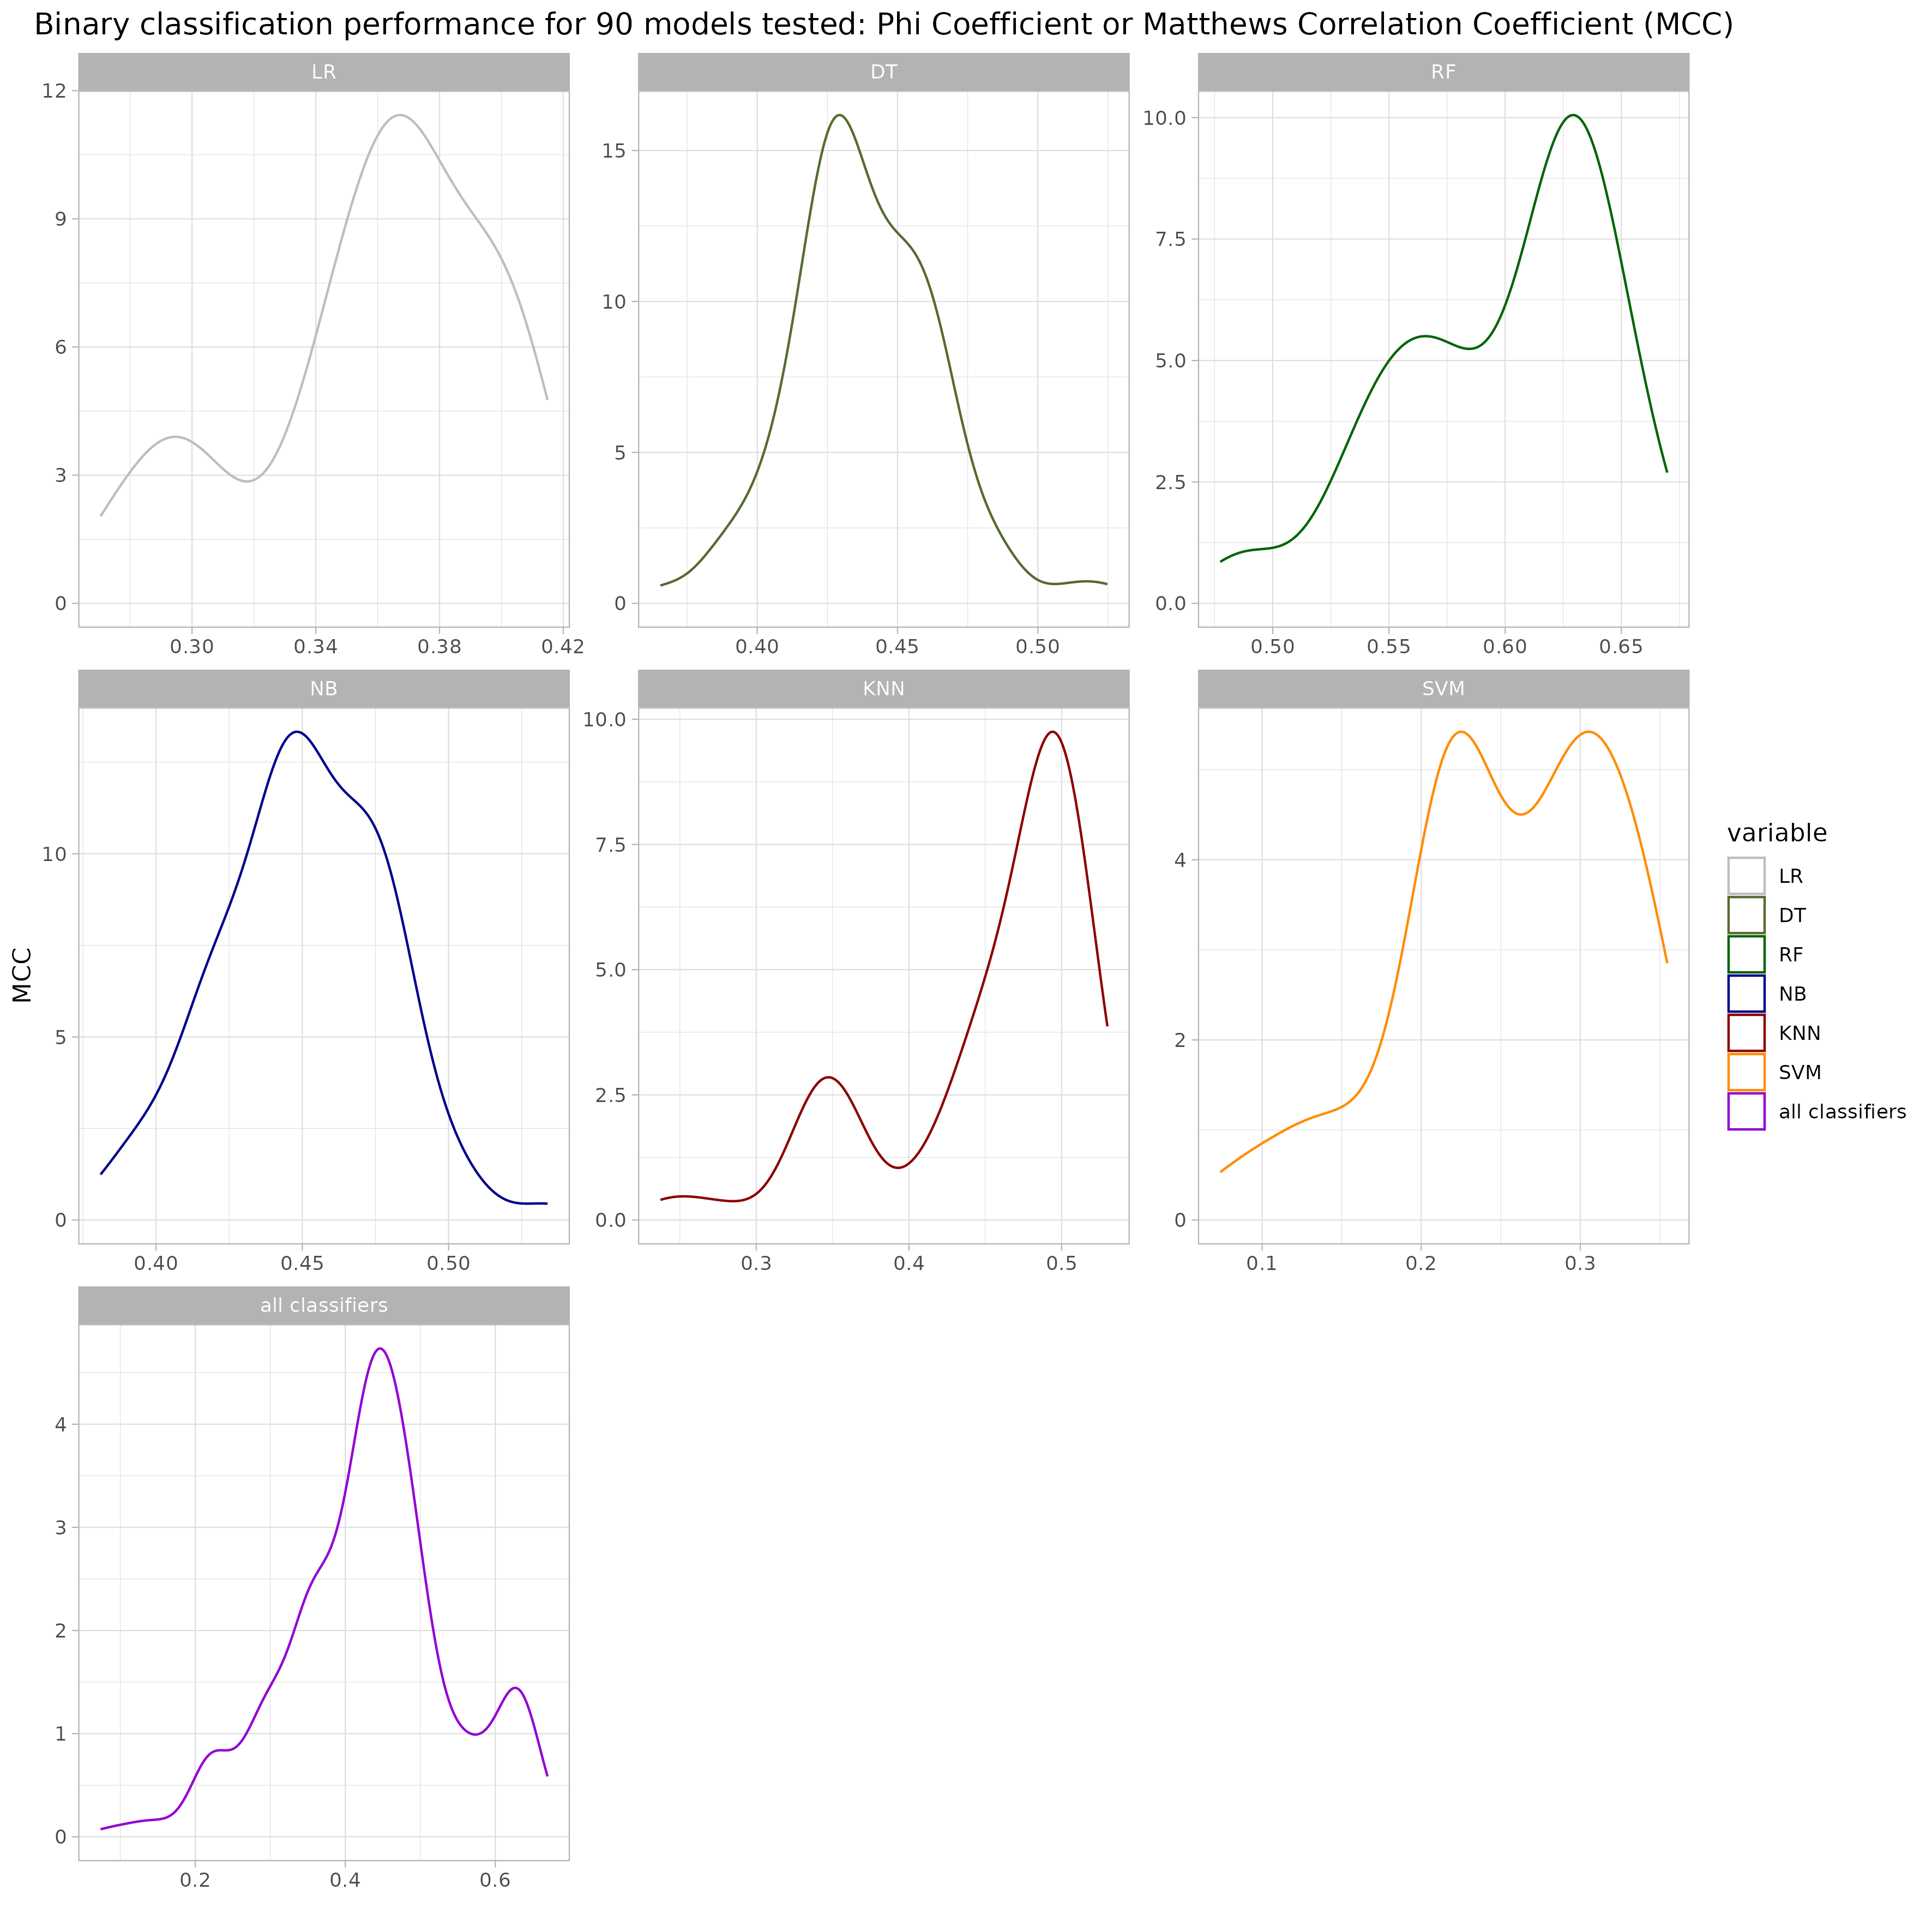 Binary classification performance for 90 models tested: Phi Coefficient or Matthews Correlation Coefficient (MCC)
LR
12
9
6
3
0
0.30 0.34 0.38 0.42
DT
15
10
5
0
0.40 0.45 0.50
RF
10.0
7.5
5.0
2.5
0.0
0.50 0.55 0.60 0.65
NB
10
5
0
0.40 0.45 0.50
KNN
10.0
7.5
5.0
2.5
0.0
0.3 0.4 0.5
SVM
4
2
0
0.1 0.2 0.3
all classifiers
4
3
2
1
0
0.2 0.4 0.6
MCC
variable
LR
DT
RF
NB
KNN
SVM
all classifiers